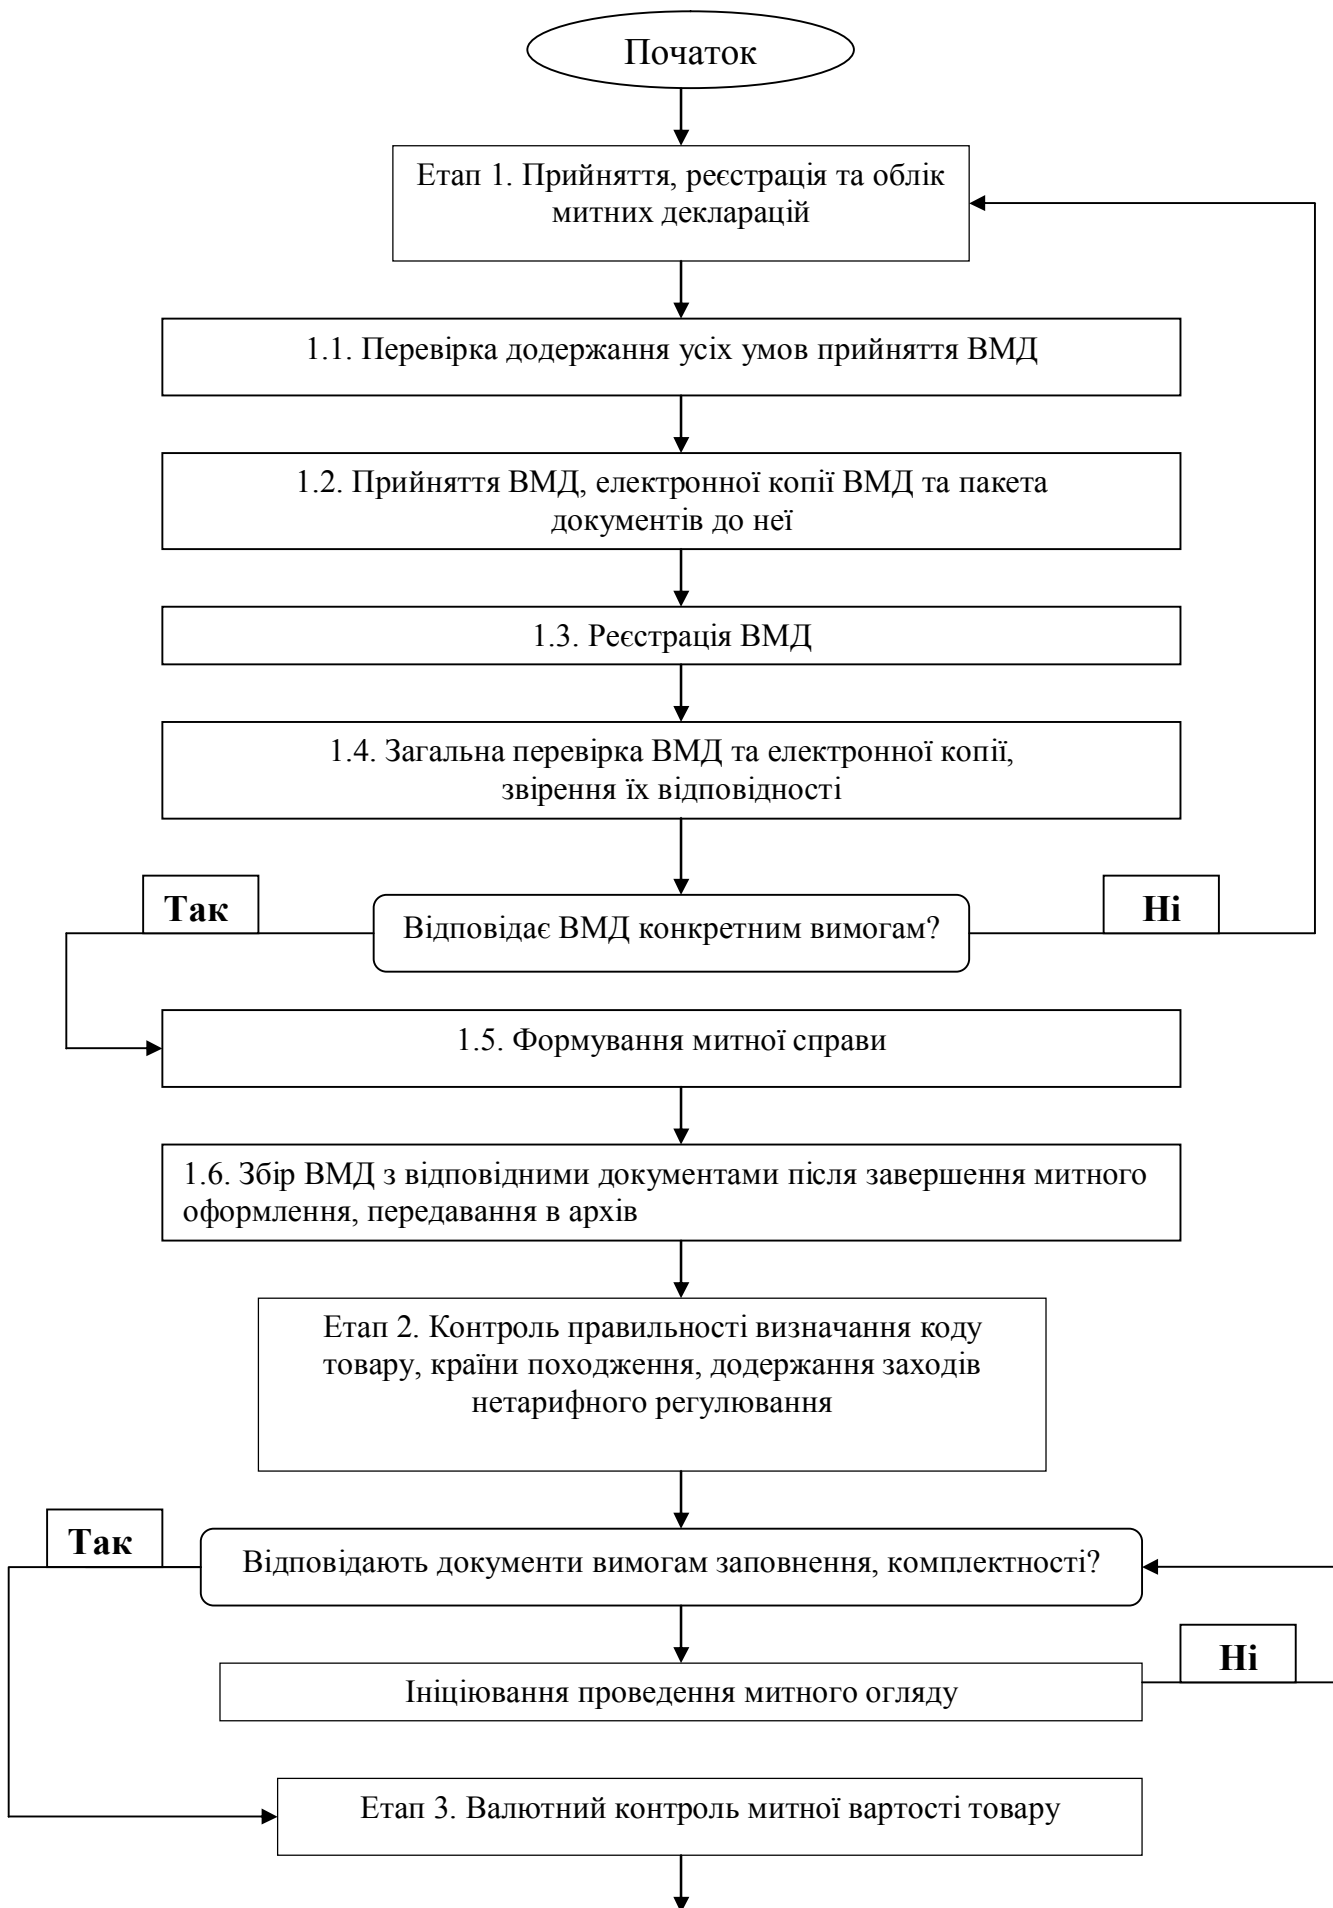 Початок
Етап 1. Прийняття, реєстрація та облік
митних декларацій
1.1. Перевірка додержання усіх умов прийняття ВМД
1.2. Прийняття ВМД, електронної копії ВМД та пакета
документів до неї
1.3. Реєстрація ВМД
1.4. Загальна перевірка ВМД та електронної копії,
звірення їх відповідності
Так
Відповідає ВМД конкретним вимогам?
Ні
1.5. Формування митної справи
1.6. Збір ВМД з відповідними документами після завершення митного
оформлення, передавання в архів
Етап 2. Контроль правильності визначання коду
товару, країни походження, додержання заходів
нетарифного регулювання
Так
Відповідають документи вимогам заповнення, комплектності?
Ні
Ініціювання проведення митного огляду
Етап 3. Валютний контроль митної вартості товару